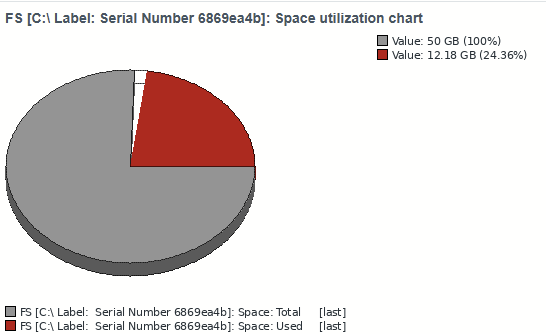 FS [C:\ Label: Serial Number 6869ea4b]: Space utilization chart
Value: 50 GB (100%)
Value: 12.18 GB (24.36%)
FS [C:\ Label:  Serial Number 6869ea4b]: Space: Total [last]
FS [C:\ Label:  Serial Number 6869ea4b]: Space: Used [last]